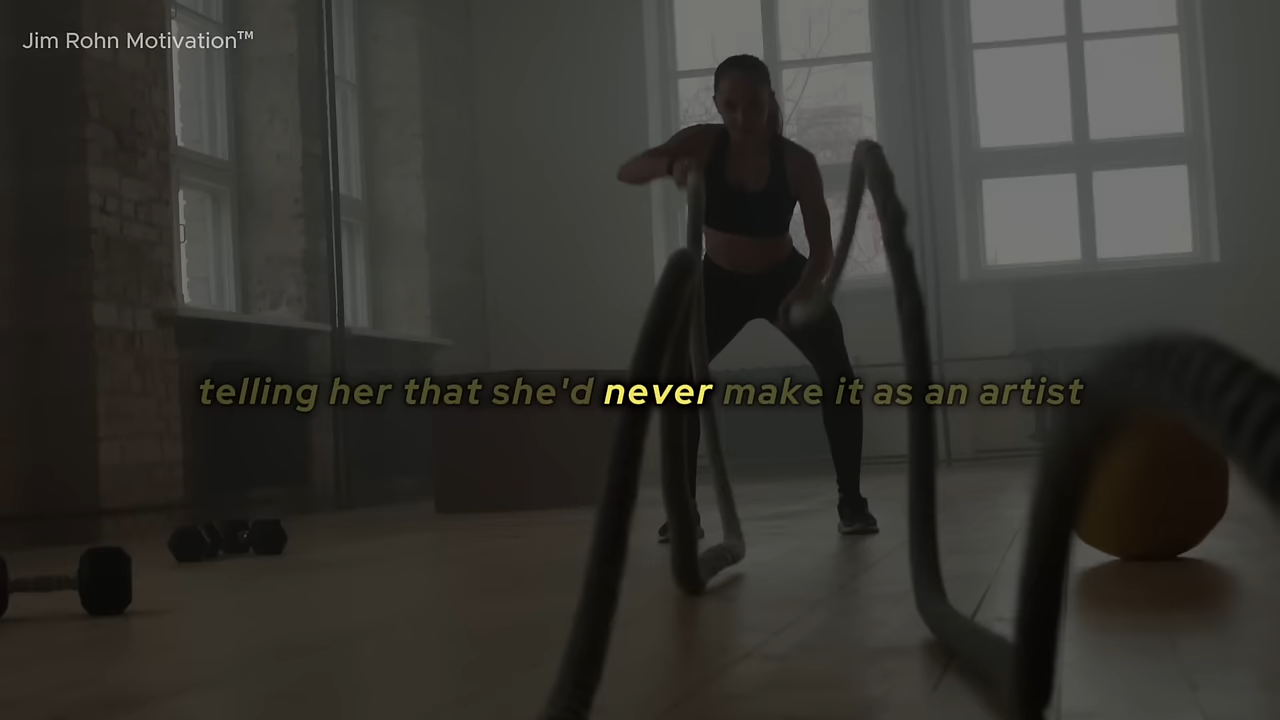 Jim Rohn Motivation™
telling her that she'd never make it as an artist